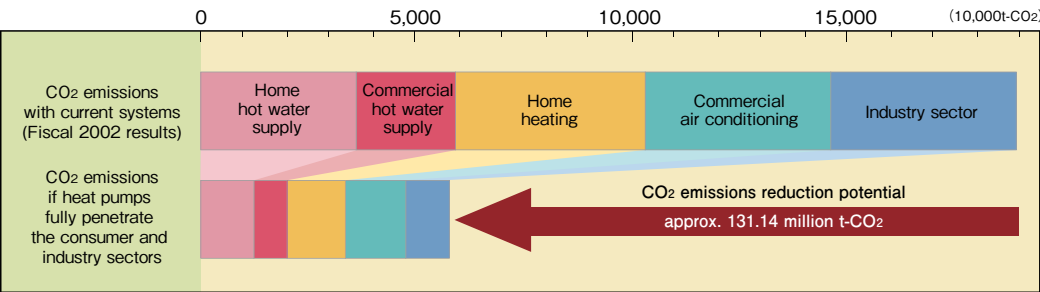 0 5,000 10,000 15,000 (10,000t-CO2)
CO2 emissions
with current systems
(Fiscal 2002 results)
Home
hot water
supply
Commercial
hot water
supply
Home
heating
Commercial
air conditioning
Industry sector
CO2 emissions
if heat pumps
fully penetrate
the consumer and
industry sectors
CO2 emissions reduction potential
approx. 131.14 million t-CO2